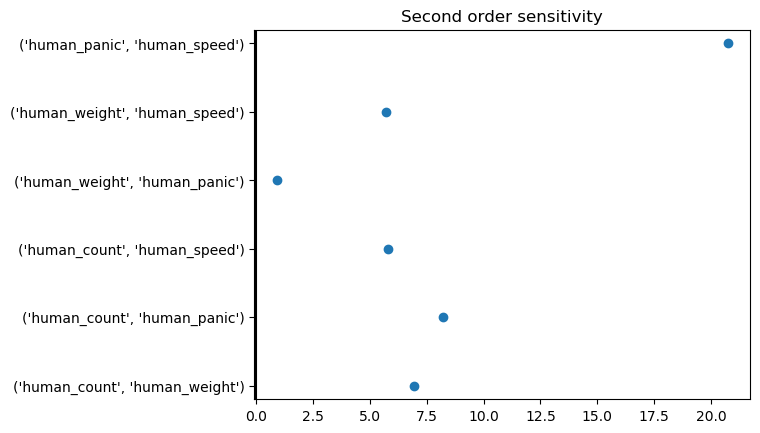 Second order sensitivity
('human_panic', 'human_speed')
('human_weight', 'human_speed')
('human_weight', 'human_panic')
('human_count', 'human_speed')
('human_count', 'human_panic')
('human_count', 'human_weight')
0.0 2.5 5.0 7.5 10.0 12.5 15.0 17.5 20.0